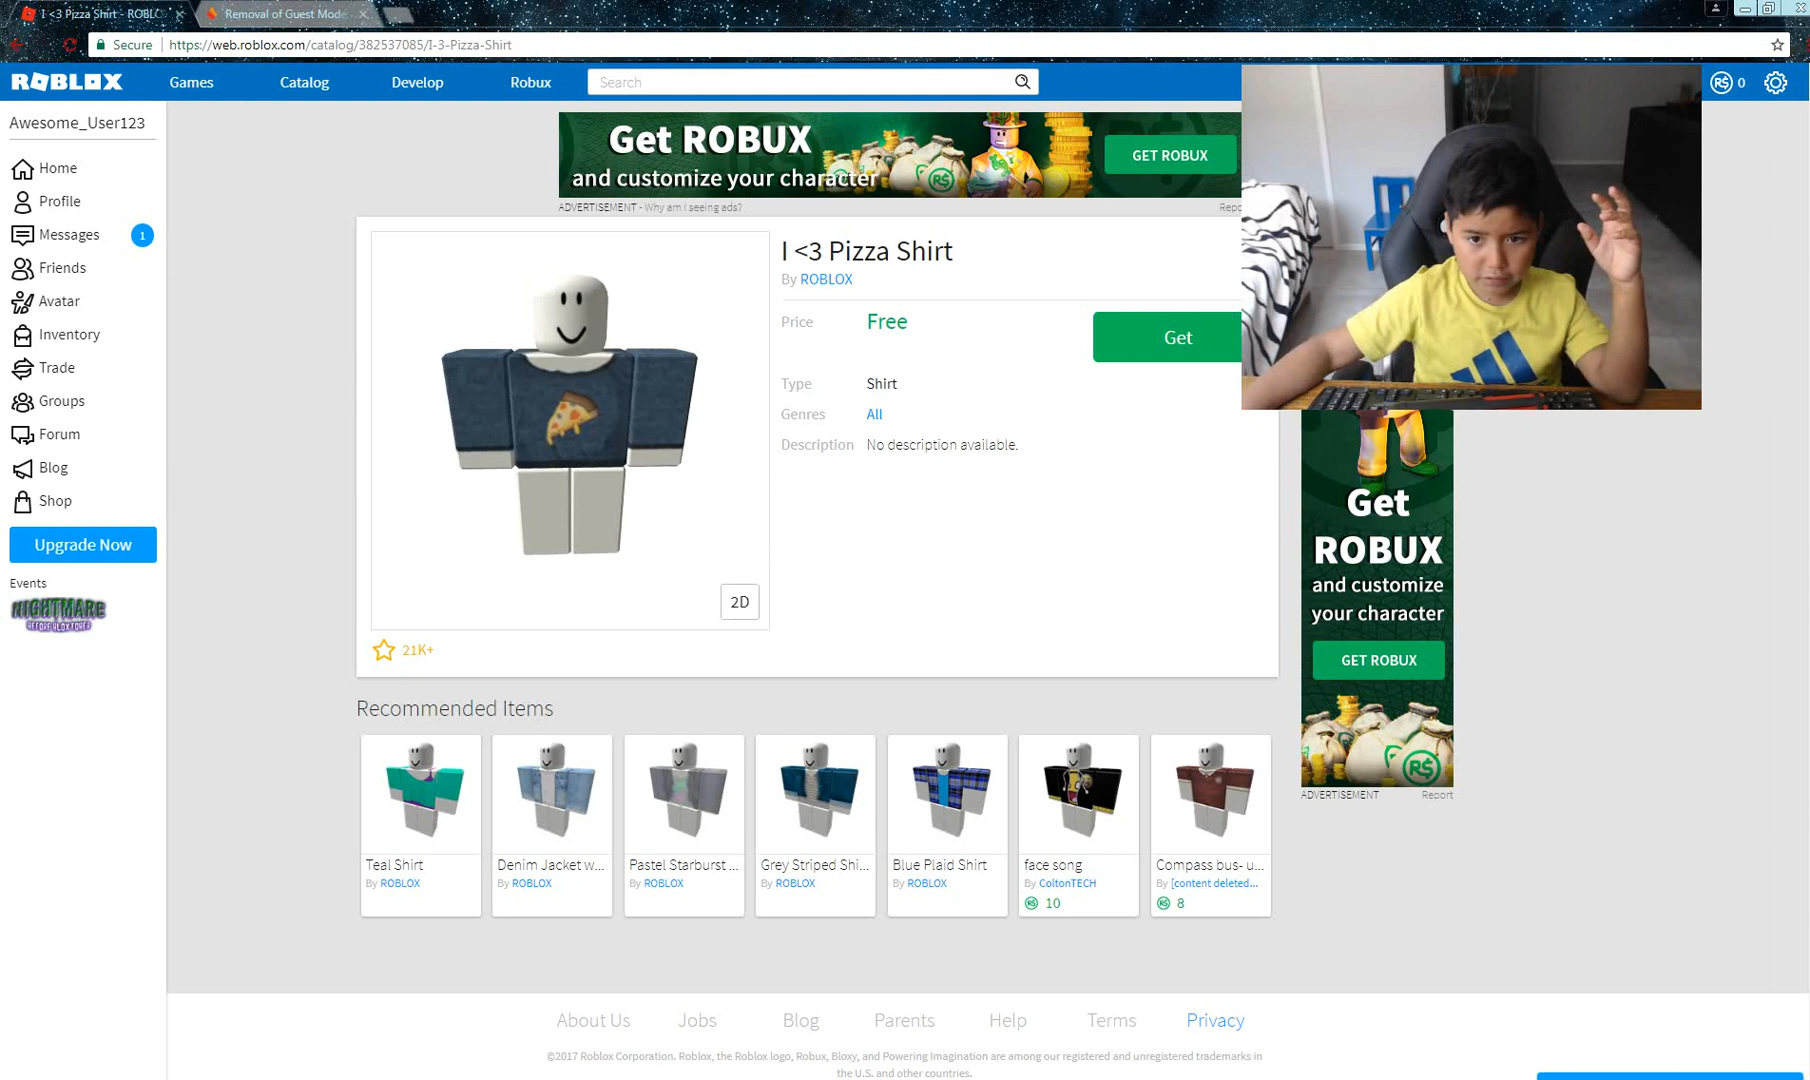 I <3 Pizza Shirt - ROBLO
Removal of Guest Mode
Secure
https://web.roblox.com/catalog/382537085/I-3-Pizza-Shirt
ROBLOX
Games
Catalog
Develop
Robux
Search
R$ 0
Awesome_User123
Home
Profile
Messages
1
Friends
Avatar
Inventory
Trade
Groups
Forum
Blog
Shop
Upgrade Now
Events
NIGHTMARE
BEFORE BLOXTOBER
Get ROBUX
and customize your character
R$
GET ROBUX
ADVERTISEMENT - Why am I seeing ads?
Repo
I <3 Pizza Shirt
By ROBLOX
Price
Free
Get
Type
Shirt
Genres
All
Description
No description available.
2D
21K+
Get
ROBUX
and customize
your character
GET ROBUX
R$
ADVERTISEMENT
Report
Recommended Items
Teal Shirt
By ROBLOX
Denim Jacket w...
By ROBLOX
Pastel Starburst ...
By ROBLOX
Grey Striped Shi...
By ROBLOX
Blue Plaid Shirt
By ROBLOX
face song
By ColtonTECH
R$ 10
Compass bus- u...
By [content deleted...
R$ 8
About Us
Jobs
Blog
Parents
Help
Terms
Privacy
©2017 Roblox Corporation. Roblox, the Roblox logo, Robux, Bloxy, and Powering Imagination are among our registered and unregistered trademarks in
the U.S. and other countries.